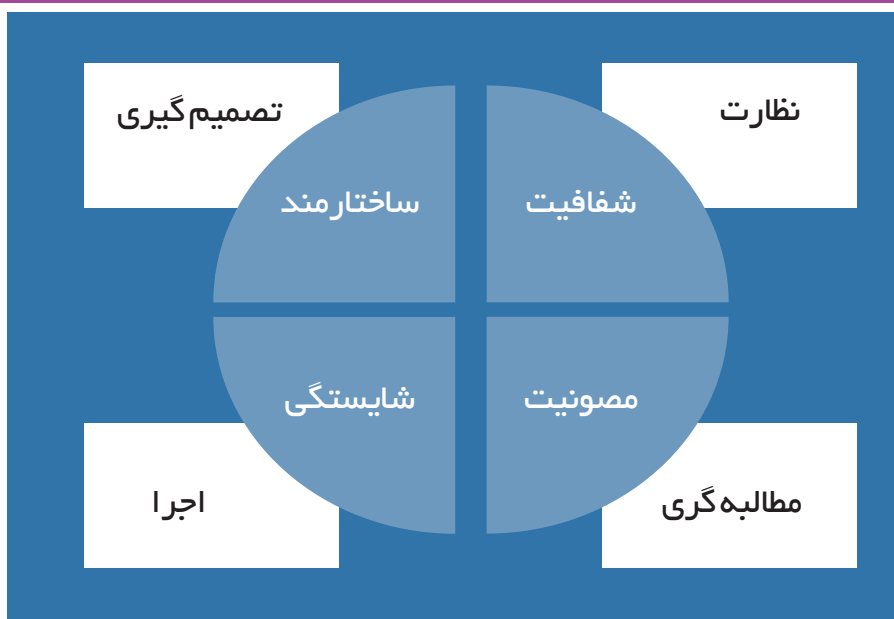 نظارت
تصمیم‌گیری
شفافیت
ساختارمند
مصونیت
شایستگی
مطالبه‌گری
اجرا